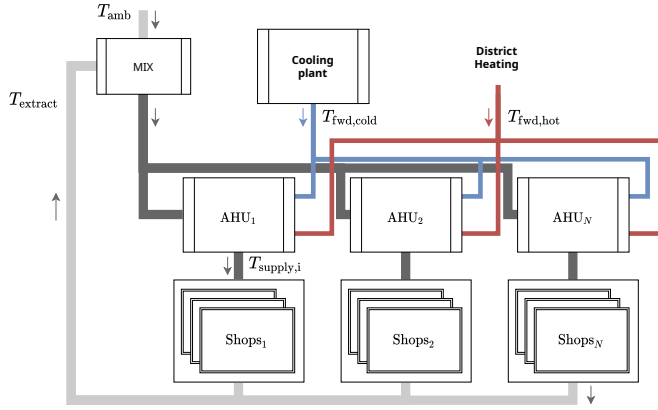 T_amb
MIX
Cooling
plant
District
Heating
T_extract
T_fwd,cold
T_fwd,hot
AHU_1
AHU_2
AHU_N
T_supply,i
Shops_1
Shops_2
Shops_N